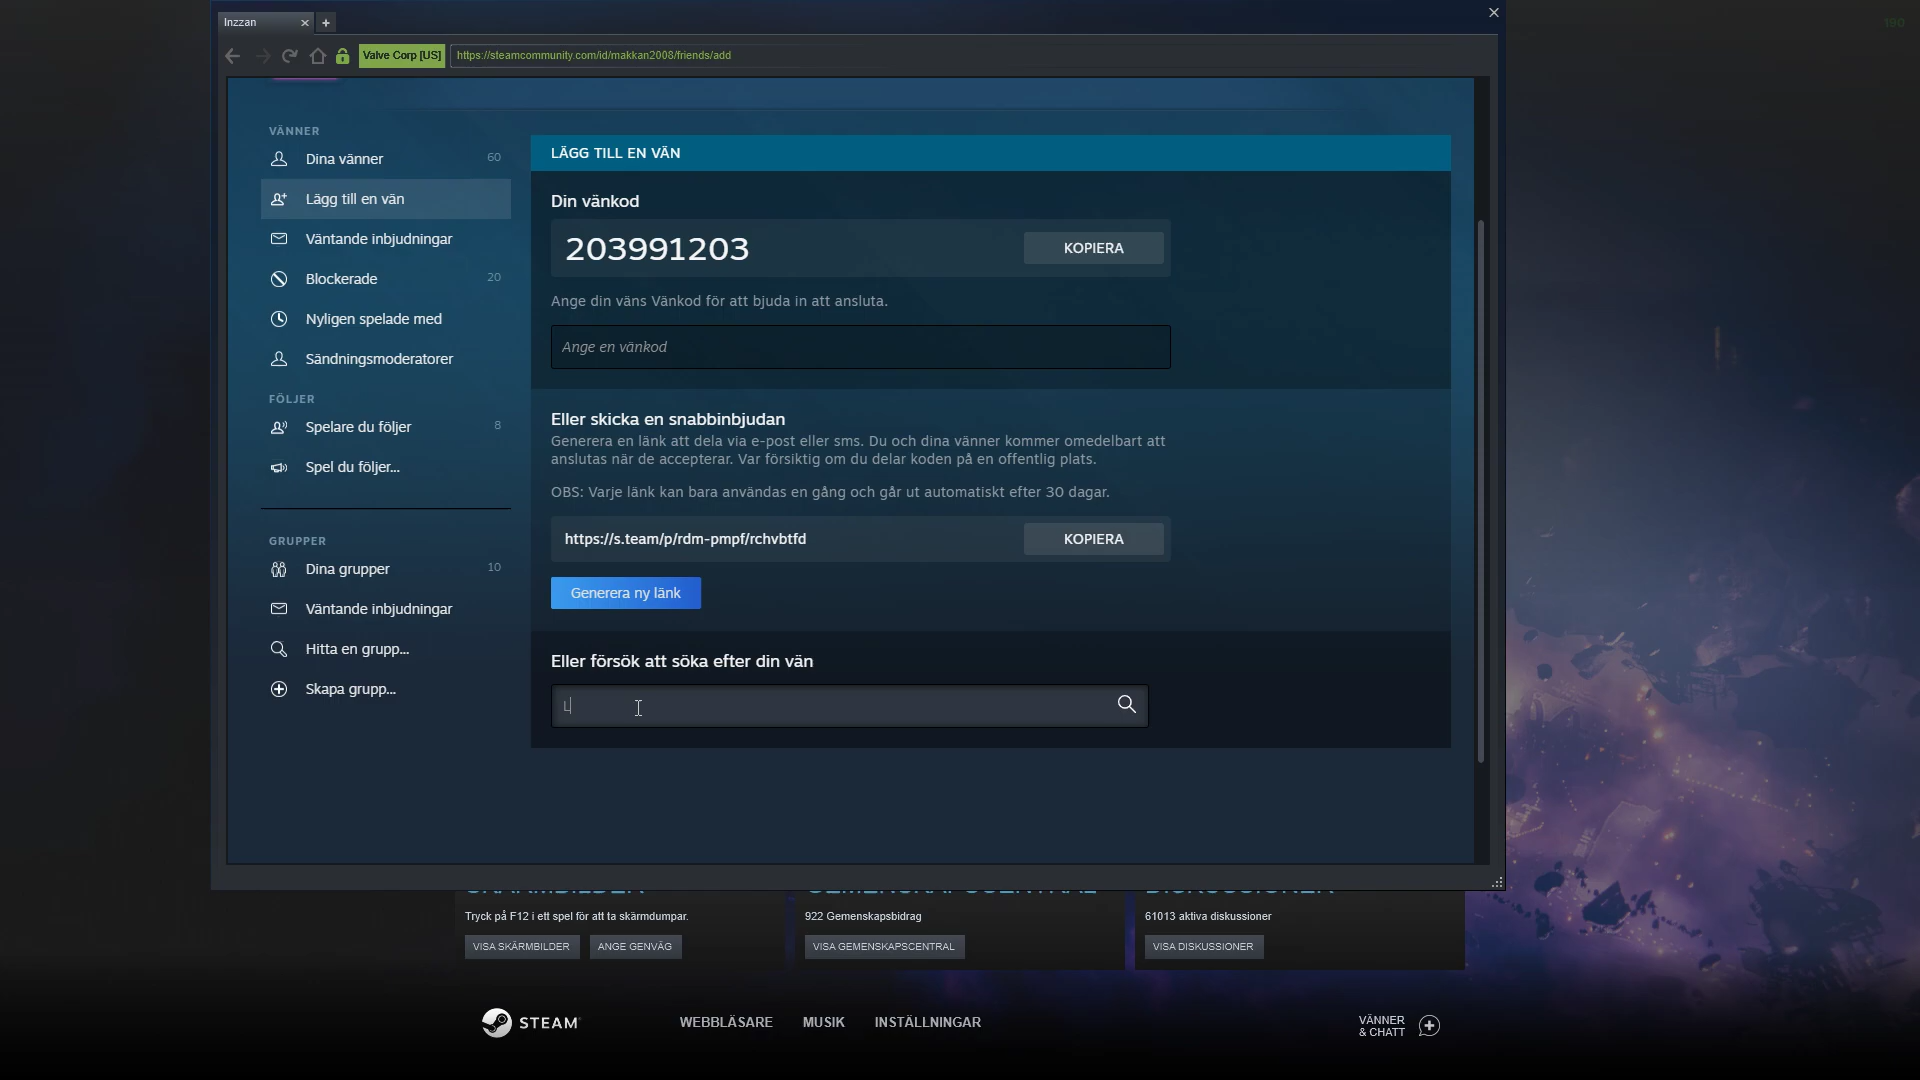 Inzzan
190
Valve Corp [US]
https://steamcommunity.com/id/makkan2008/friends/add
VÄNNER
Dina vänner 60
Lägg till en vän
Väntande inbjudningar
Blockerade 20
Nyligen spelade med
Sändningsmoderatorer
FÖLJER
Spelare du följer 8
Spel du följer...
GRUPPER
Dina grupper 10
Väntande inbjudningar
Hitta en grupp...
Skapa grupp...
LÄGG TILL EN VÄN
Din vänkod
203991203
KOPIERA
Ange din väns Vänkod för att bjuda in att ansluta.
Ange en vänkod
Eller skicka en snabbinbjudan
Generera en länk att dela via e-post eller sms. Du och dina vänner kommer omedelbart att
anslutas när de accepterar. Var försiktig om du delar koden på en offentlig plats.
OBS: Varje länk kan bara användas en gång och går ut automatiskt efter 30 dagar.
https://s.team/p/rdm-pmpf/rchvbtfd
KOPIERA
Generera ny länk
Eller försök att söka efter din vän
L
SKÄRMBILDER
GEMENSKAPSCENTRAL
DISKUSSIONER
Tryck på F12 i ett spel för att ta skärmdumpar.
922 Gemenskapsbidrag
61013 aktiva diskussioner
VISA SKÄRMBILDER
ANGE GENVÄG
VISA GEMENSKAPSCENTRAL
VISA DISKUSSIONER
STEAM
WEBBLÄSARE
MUSIK
INSTÄLLNINGAR
VÄNNER
& CHATT